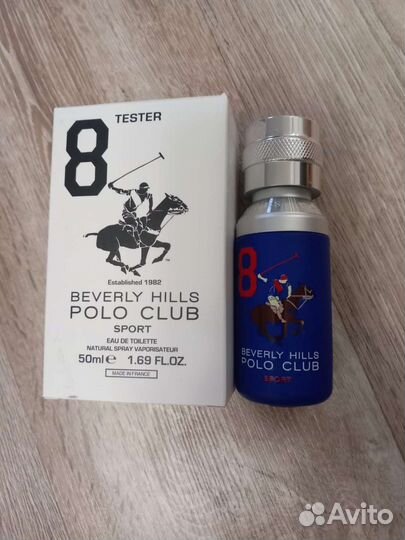 TESTER
8
Established 1982
BEVERLY HILLS
POLO CLUB
SPORT
EAU DE TOILETTE
NATURAL SPRAY VAPORISATEUR
50ml℮ 1.69 FL.OZ.
MADE IN FRANCE
8
BEVERLY HILLS
POLO CLUB
SPORT
Avito